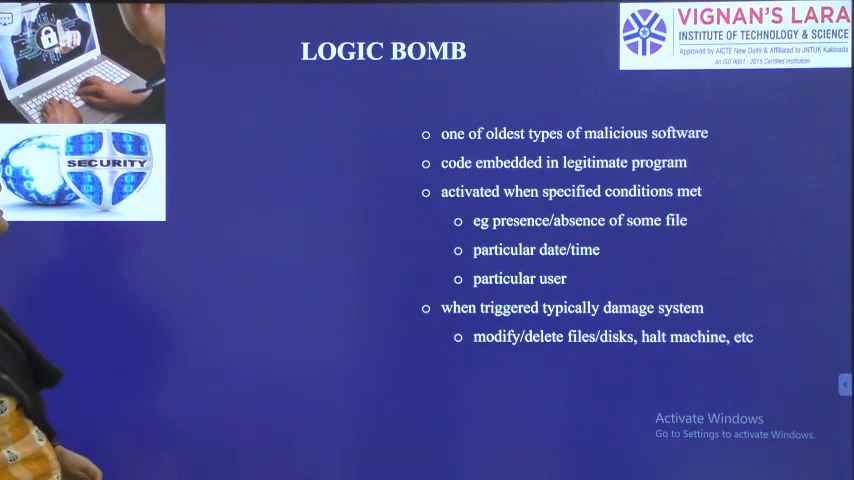 LOGIC BOMB
VIGNAN'S LARA
INSTITUTE OF TECHNOLOGY & SCIENCE
Approved by AICTE New Delhi & Affiliated to JNTUK Kakinada
An ISO 9001 : 2015 Certified Institution
SECURITY
one of oldest types of malicious software
code embedded in legitimate program
activated when specified conditions met
eg presence/absence of some file
particular date/time
particular user
when triggered typically damage system
modify/delete files/disks, halt machine, etc
Activate Windows
Go to Settings to activate Windows.